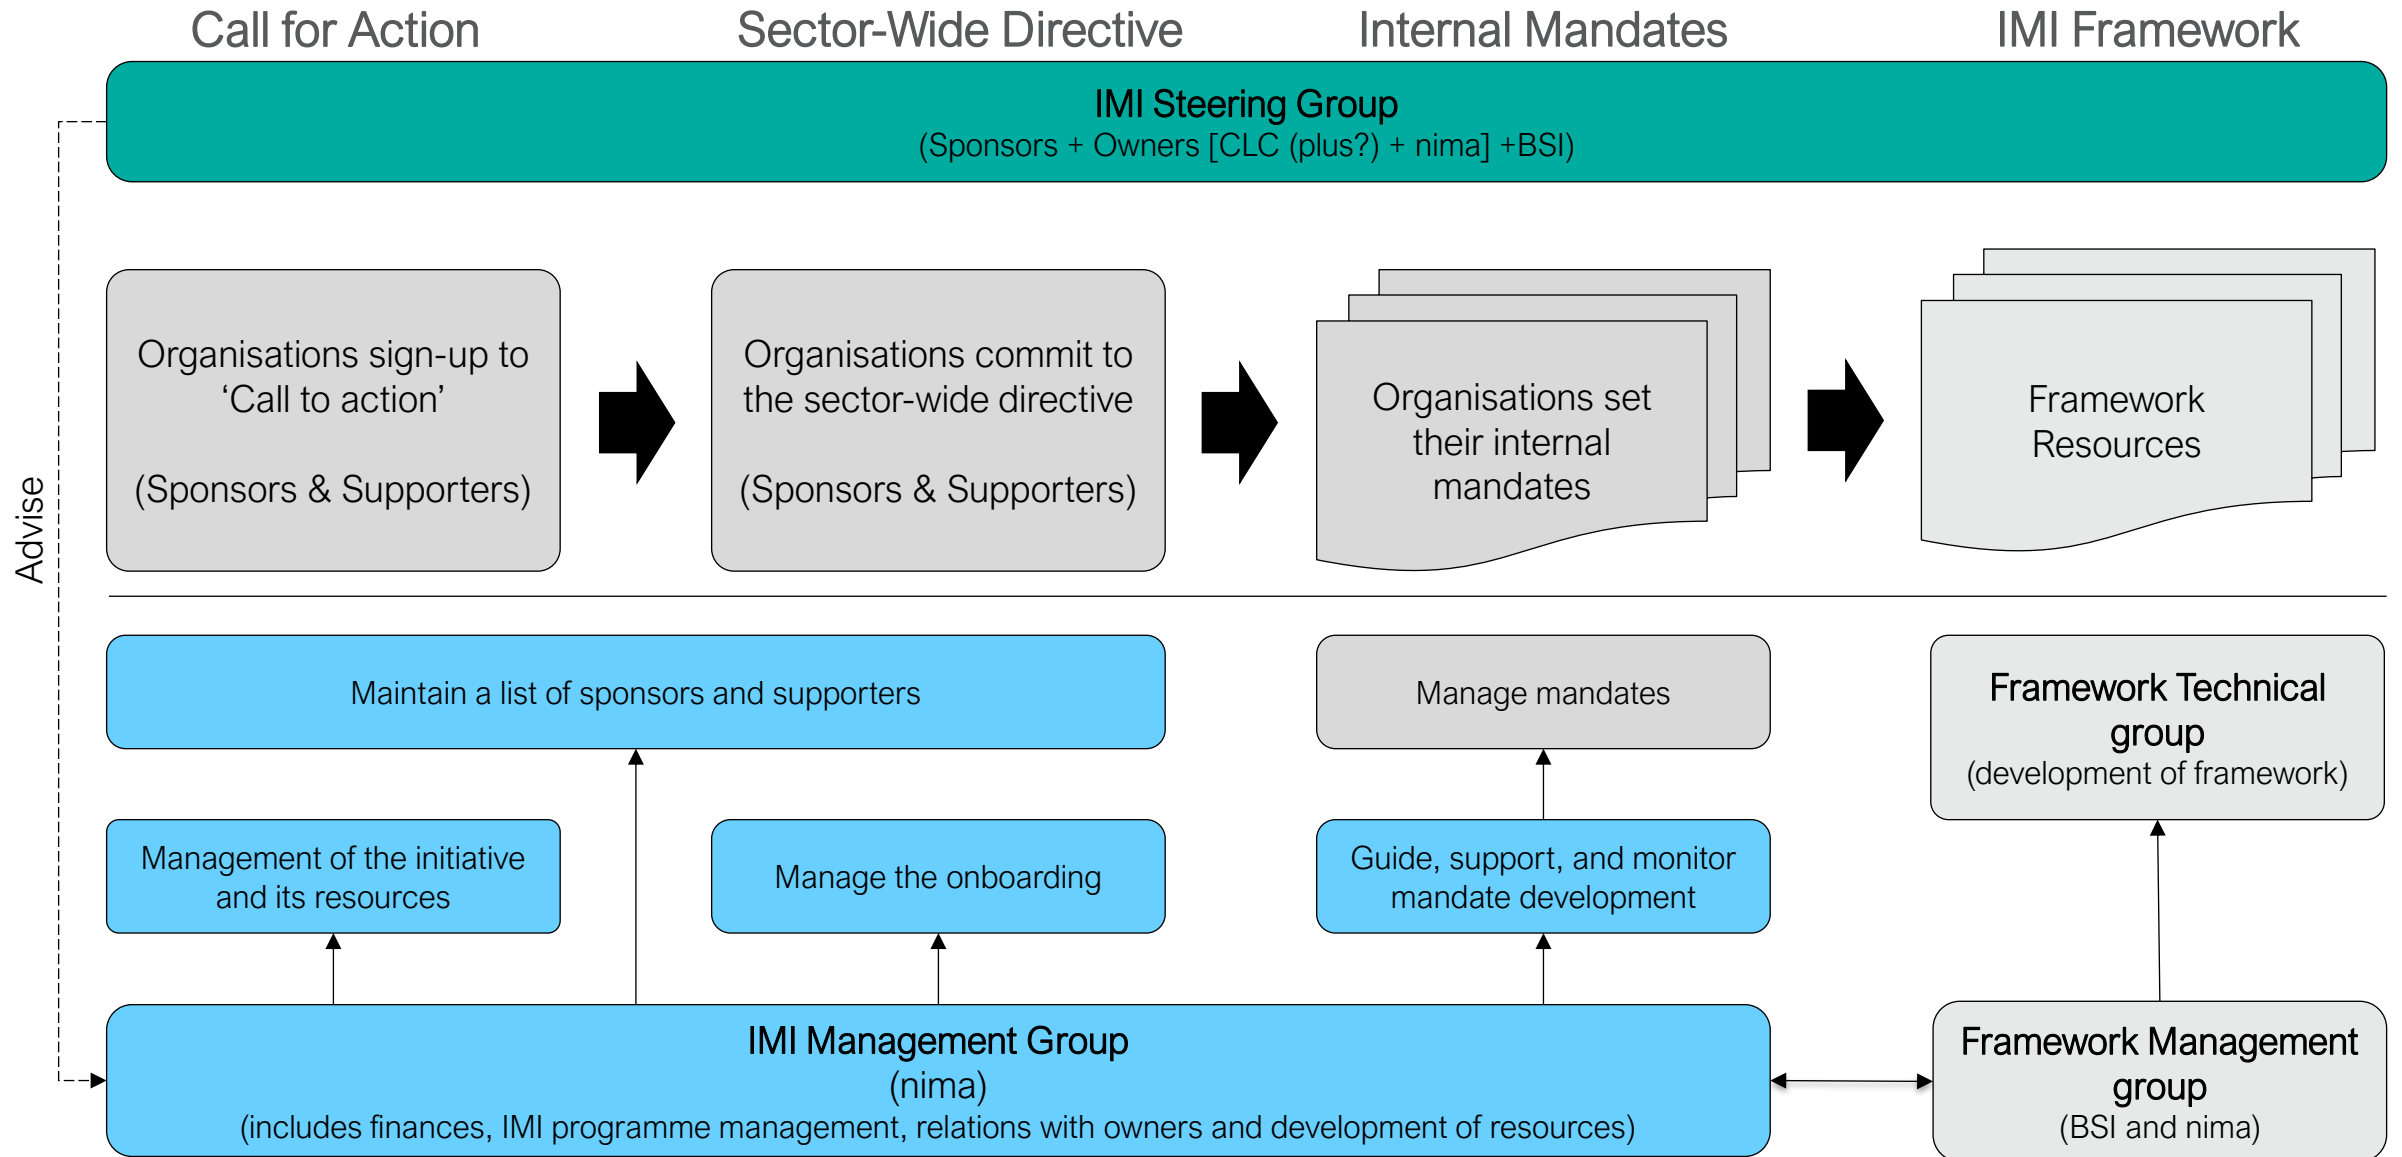 Call for Action
Sector-Wide Directive
Internal Mandates
IMI Framework
IMI Steering Group
(Sponsors + Owners [CLC (plus?) + nima] +BSI)
Organisations sign-up to
‘Call to action’
(Sponsors & Supporters)
Organisations commit to
the sector-wide directive
(Sponsors & Supporters)
Organisations set
their internal
mandates
Framework
Resources
Advise
Maintain a list of sponsors and supporters
Manage mandates
Framework Technical
group
(development of framework)
Management of the initiative
and its resources
Manage the onboarding
Guide, support, and monitor
mandate development
IMI Management Group
(nima)
(includes finances, IMI programme management, relations with owners and development of resources)
Framework Management
group
(BSI and nima)